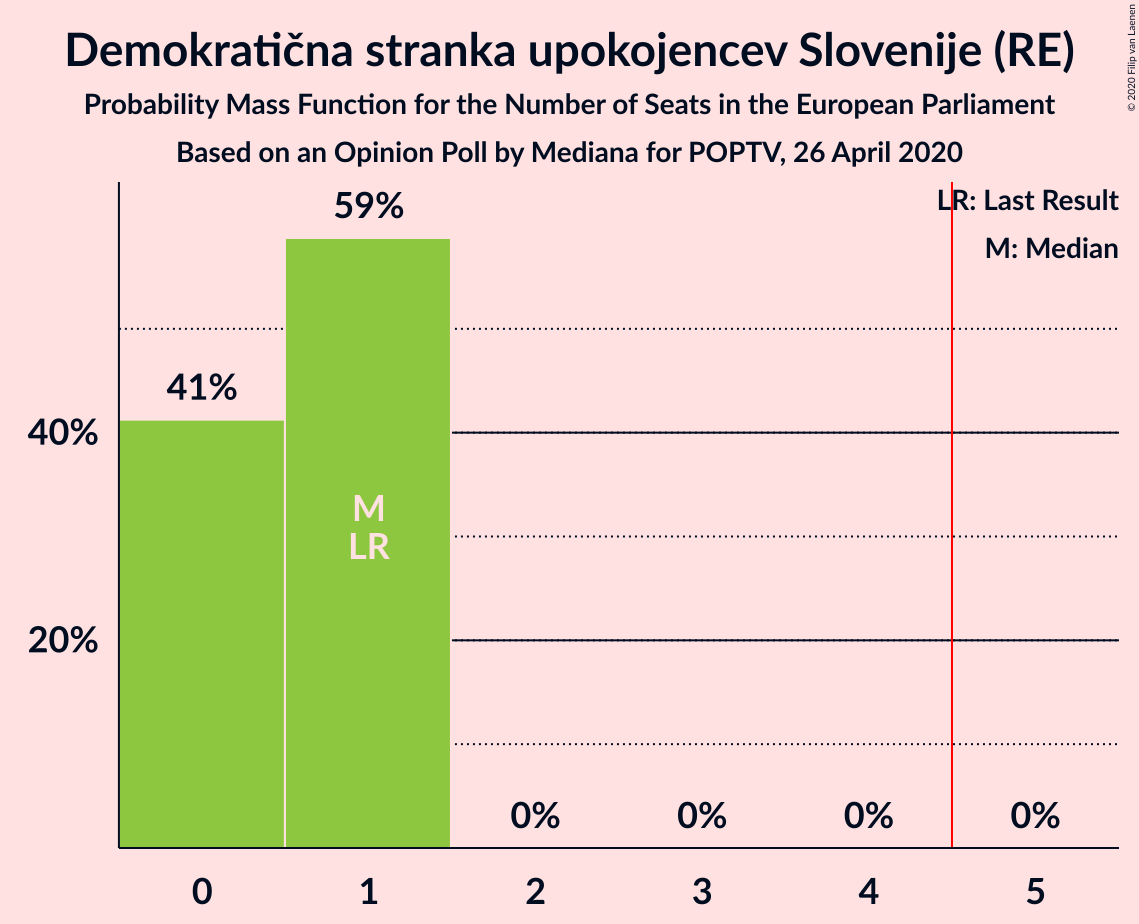 Demokratična stranka upokojencev Slovenije (RE)
Probability Mass Function for the Number of Seats in the European Parliament
Based on an Opinion Poll by Mediana for POPTV, 26 April 2020
© 2020 Filip van Laenen
LR: Last Result
M: Median
59%
41%
40%
20%
M
LR
0%
0%
0%
0%
0
1
2
3
4
5